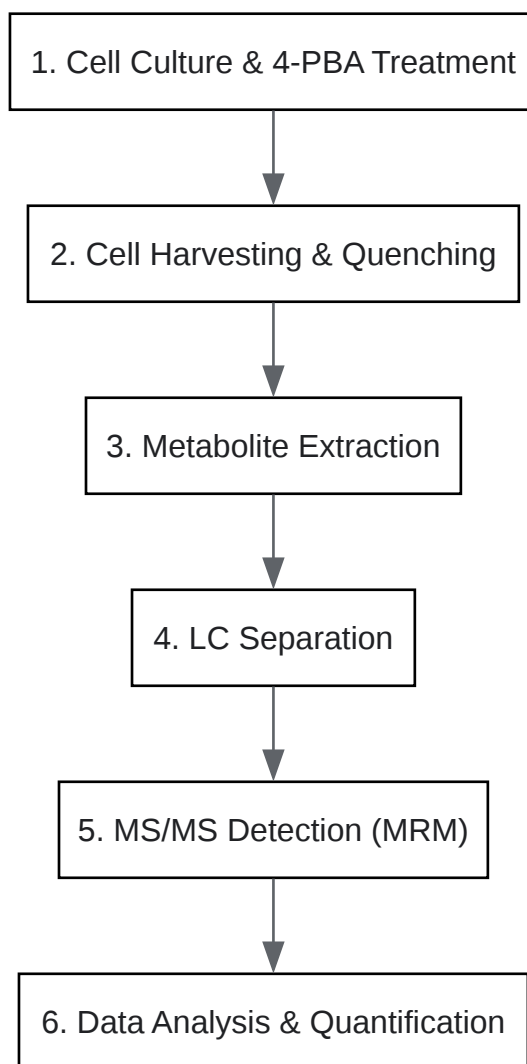 1. Cell Culture & 4-PBA Treatment
2. Cell Harvesting & Quenching
3. Metabolite Extraction
4. LC Separation
5. MS/MS Detection (MRM)
6. Data Analysis & Quantification